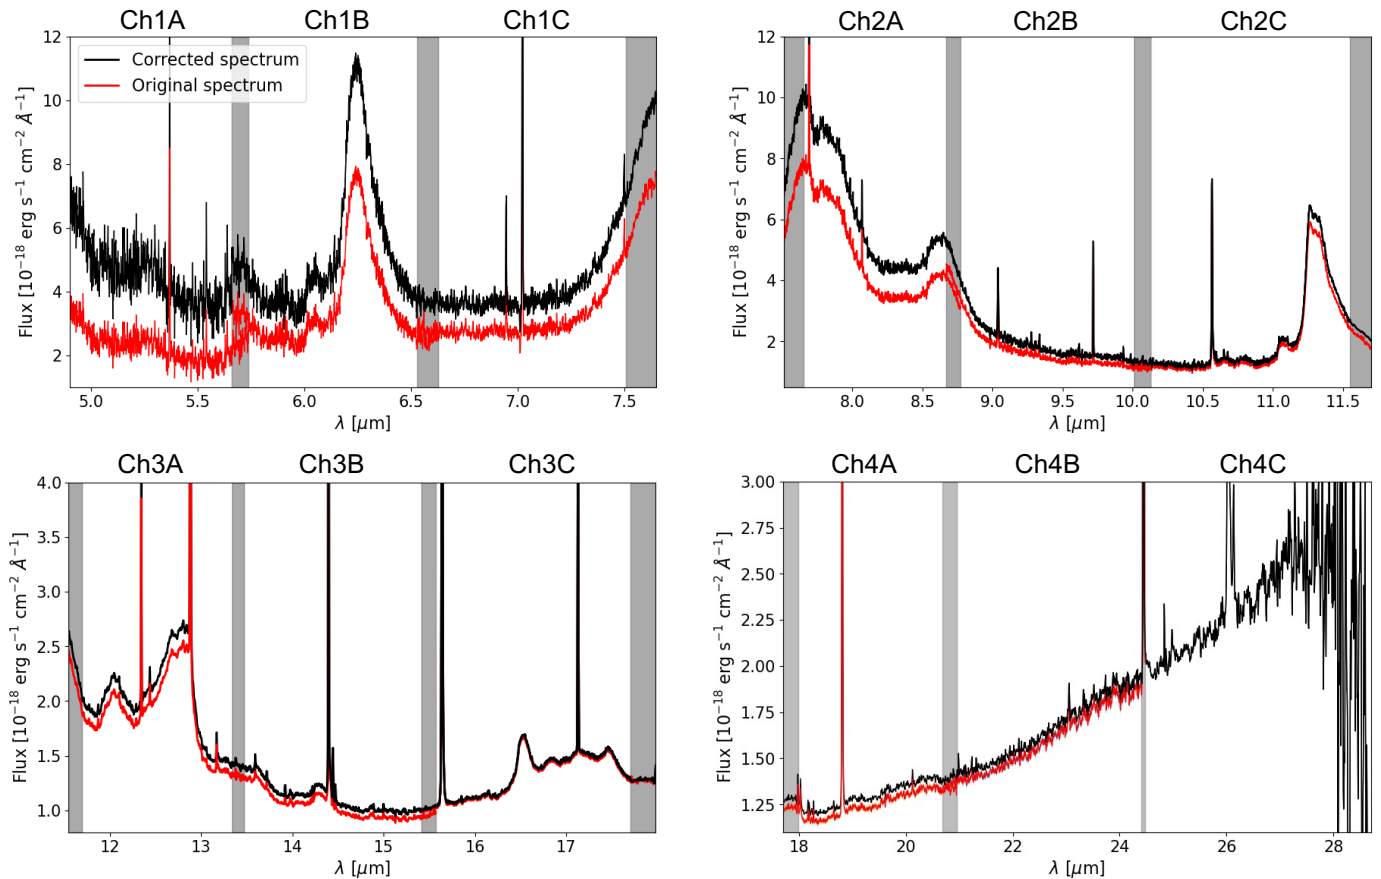 Ch1A Ch1B Ch1C
Corrected spectrum
Original spectrum
Flux [10⁻¹⁸ erg s⁻¹ cm⁻² Å⁻¹]
12
10
8
6
4
2
5.0 5.5 6.0 6.5 7.0 7.5
λ [μm]
Ch2A Ch2B Ch2C
Flux [10⁻¹⁸ erg s⁻¹ cm⁻² Å⁻¹]
12
10
8
6
4
2
8.0 8.5 9.0 9.5 10.0 10.5 11.0 11.5
λ [μm]
Ch3A Ch3B Ch3C
Flux [10⁻¹⁸ erg s⁻¹ cm⁻² Å⁻¹]
4.0
3.5
3.0
2.5
2.0
1.5
1.0
12 13 14 15 16 17
λ [μm]
Ch4A Ch4B Ch4C
Flux [10⁻¹⁸ erg s⁻¹ cm⁻² Å⁻¹]
3.00
2.75
2.50
2.25
2.00
1.75
1.50
1.25
18 20 22 24 26 28
λ [μm]